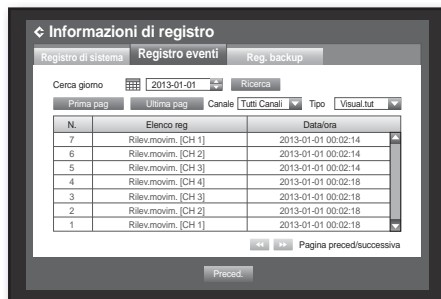 Informazioni di registro
Registro di sistema Registro eventi Reg. backup
Cerca giorno 2013-01-01 Ricerca
Prima pag Ultima pag Canale Tutti Canali Tipo Visual.tut
N. Elenco reg Data/ora
7 Rilev.movim. [CH 1] 2013-01-01 00:02:14
6 Rilev.movim. [CH 2] 2013-01-01 00:02:14
5 Rilev.movim. [CH 3] 2013-01-01 00:02:14
4 Rilev.movim. [CH 4] 2013-01-01 00:02:18
3 Rilev.movim. [CH 3] 2013-01-01 00:02:18
2 Rilev.movim. [CH 2] 2013-01-01 00:02:18
1 Rilev.movim. [CH 1] 2013-01-01 00:02:18
Pagina preced/successiva
Preced.